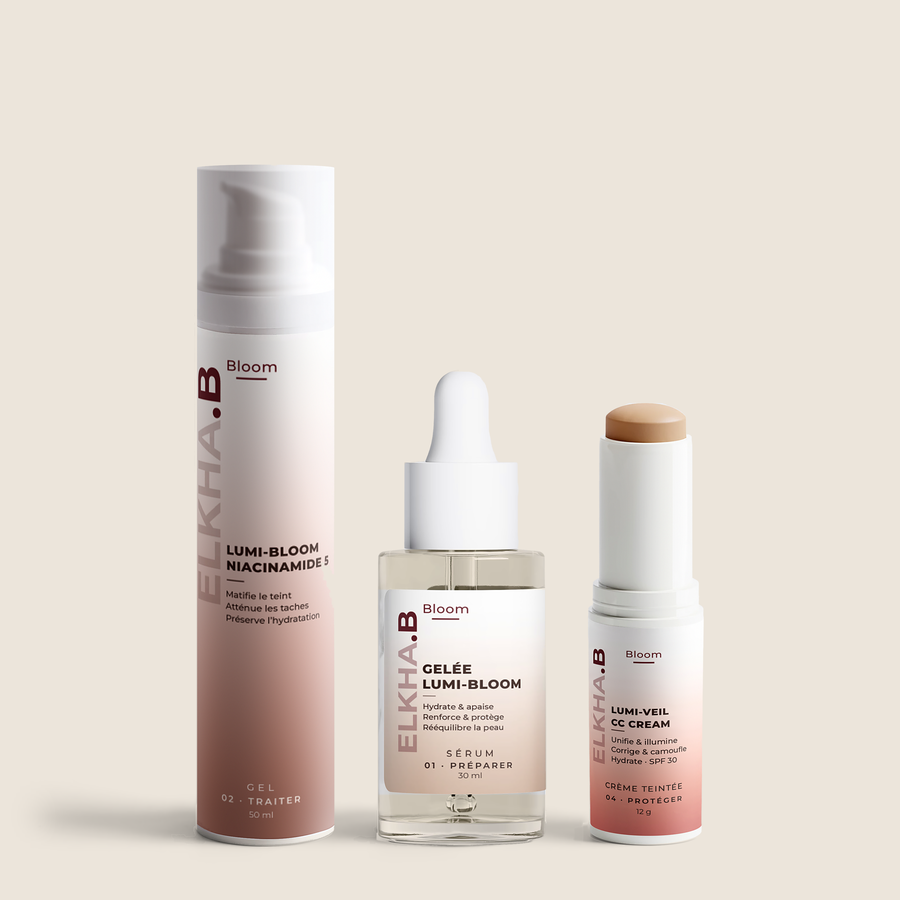 ELKHA.B
Bloom
LUMI-BLOOM
NIACINAMIDE 5
Matifie le teint
Atténue les taches
Préserve l'hydratation
GEL
02 · TRAITER
50 ml
ELKHA.B
Bloom
GELÉE
LUMI-BLOOM
Hydrate & apaise
Renforce & protège
Rééquilibre la peau
SÉRUM
01 · PRÉPARER
30 ml
ELKHA.B
Bloom
LUMI-VEIL
CC CREAM
Unifie & illumine
Corrige & camoufle
Hydrate · SPF 30
CRÈME TEINTÉE
04 · PROTÉGER
12 g